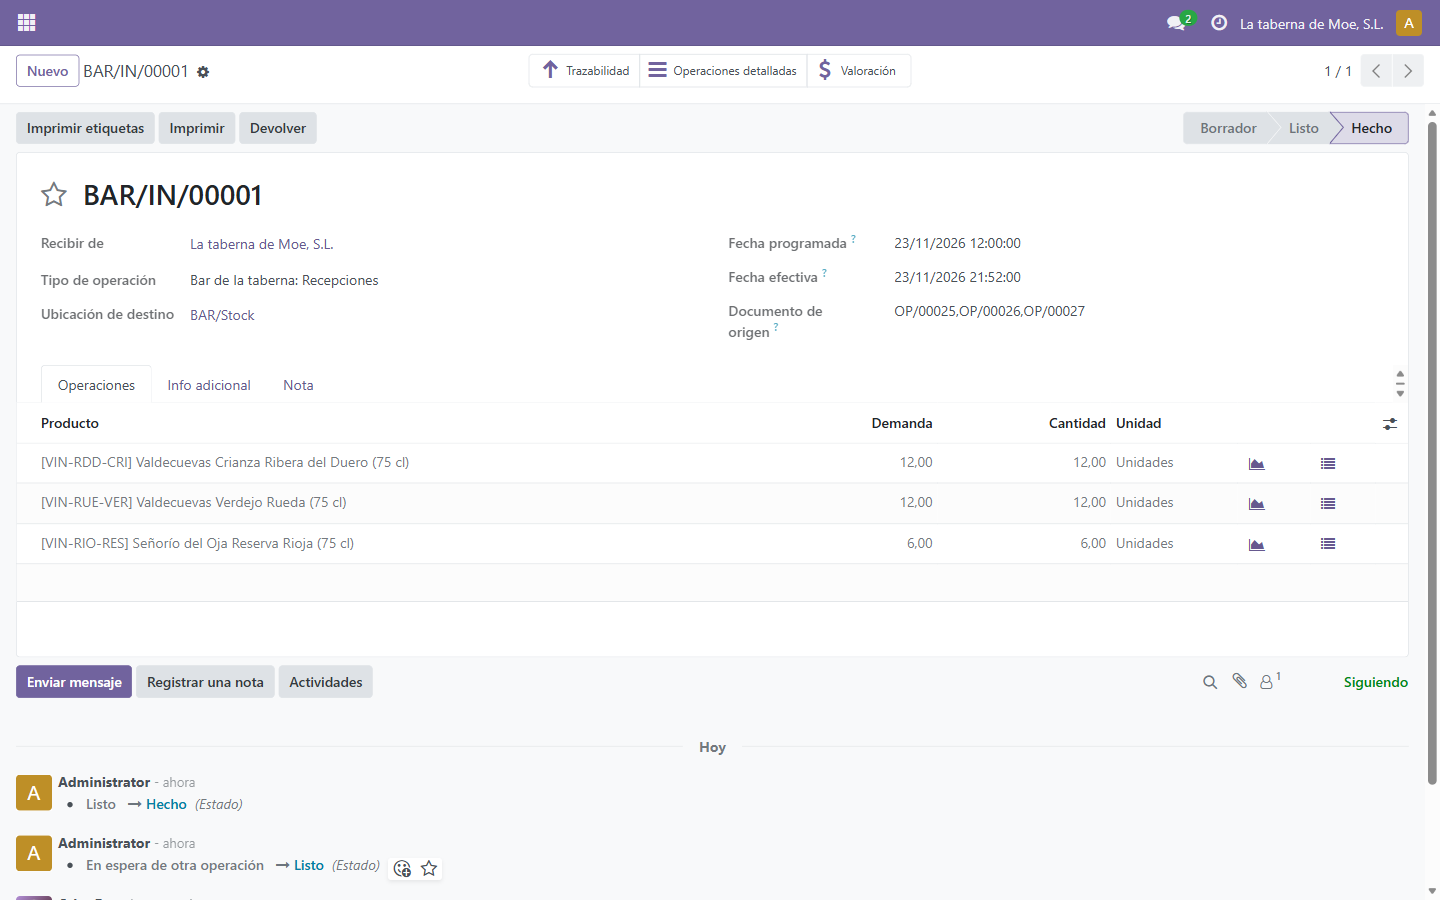 2
La taberna de Moe, S.L.
A
Nuevo
BAR/IN/00001
Trazabilidad
Operaciones detalladas
Valoración
1 / 1
Imprimir etiquetas
Imprimir
Devolver
Borrador
Listo
Hecho
BAR/IN/00001
Recibir de
La taberna de Moe, S.L.
Fecha programada ?
23/11/2026 12:00:00
Tipo de operación
Bar de la taberna: Recepciones
Fecha efectiva ?
23/11/2026 21:52:00
Ubicación de destino
BAR/Stock
Documento de
origen ?
OP/00025,OP/00026,OP/00027
Operaciones
Info adicional
Nota
Producto Demanda Cantidad Unidad
[VIN-RDD-CRI] Valdecuevas Crianza Ribera del Duero (75 cl) 12,00 12,00 Unidades
[VIN-RUE-VER] Valdecuevas Verdejo Rueda (75 cl) 12,00 12,00 Unidades
[VIN-RIO-RES] Señorío del Oja Reserva Rioja (75 cl) 6,00 6,00 Unidades
Enviar mensaje
Registrar una nota
Actividades
1
Siguiendo
Hoy
A
Administrator - ahora
• Listo → Hecho (Estado)
A
Administrator - ahora
• En espera de otra operación → Listo (Estado)